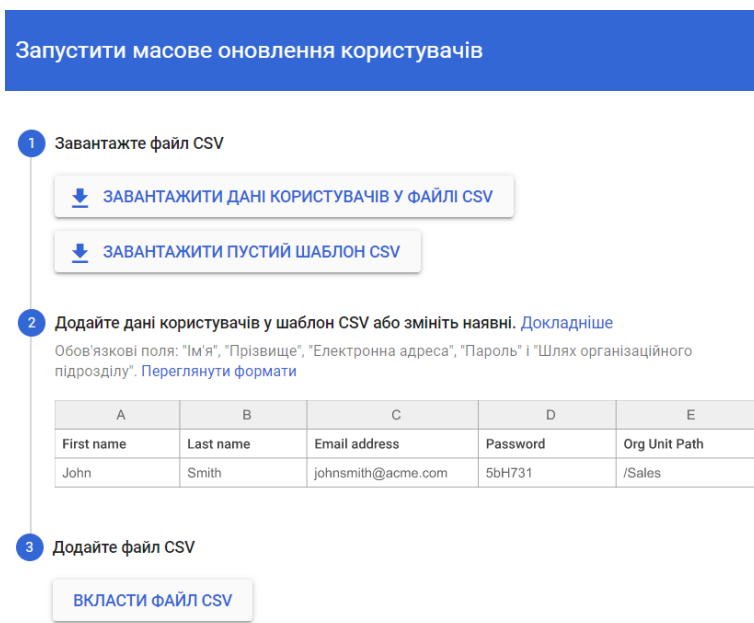 Запустити масове оновлення користувачів
1 Завантажте файл CSV
ЗАВАНТАЖИТИ ДАНІ КОРИСТУВАЧІВ У ФАЙЛІ CSV
ЗАВАНТАЖИТИ ПУСТИЙ ШАБЛОН CSV
2 Додайте дані користувачів у шаблон CSV або змініть наявні. Докладніше
Обов'язкові поля: "Ім'я", "Прізвище", "Електронна адреса", "Пароль" і "Шлях організаційного
підрозділу". Переглянути формати
A B C D E
First name Last name Email address Password Org Unit Path
John Smith johnsmith@acme.com 5bH731 /Sales
3 Додайте файл CSV
ВКЛАСТИ ФАЙЛ CSV